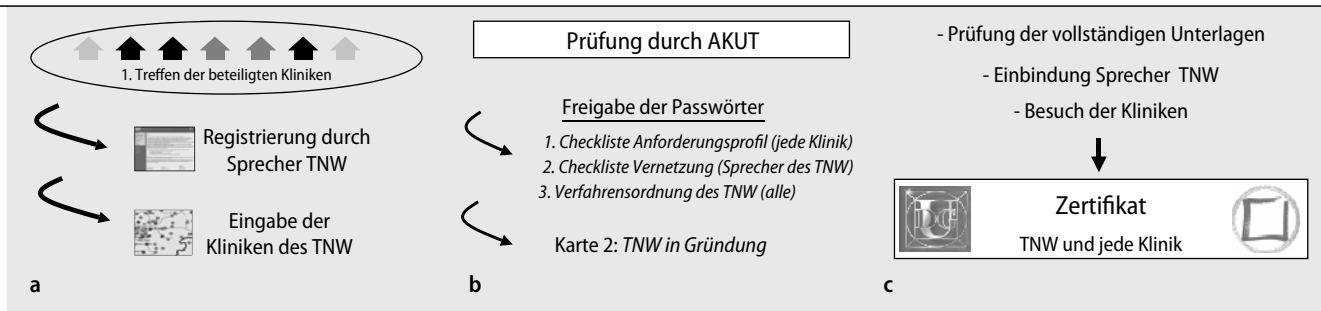 1. Treffen der beteiligten Kliniken
Registrierung durch
Sprecher TNW
Eingabe der
Kliniken des TNW
a
Prüfung durch AKUT
Freigabe der Passwörter
1. Checkliste Anforderungsprofil (jede Klinik)
2. Checkliste Vernetzung (Sprecher des TNW)
3. Verfahrensordnung des TNW (alle)
Karte 2: TNW in Gründung
b
- Prüfung der vollständigen Unterlagen
- Einbindung Sprecher TNW
- Besuch der Kliniken
Zertifikat
TNW und jede Klinik
c